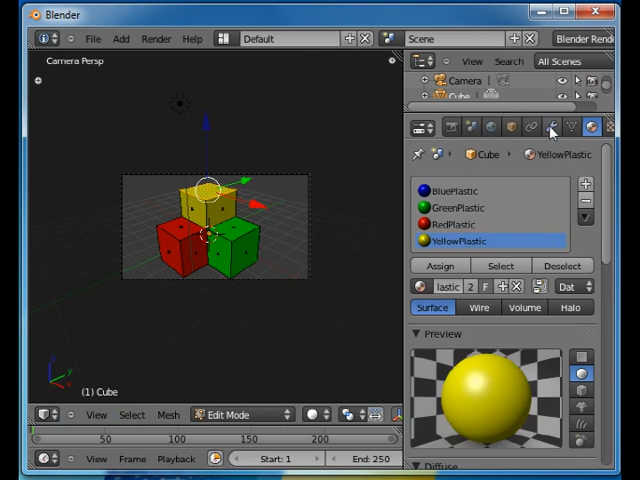 Blender
File Add Render Help Default Scene Blender Rend
Camera Persp
View Search All Scenes
Camera
Cube
Cube YellowPlastic
BluePlastic
GreenPlastic
RedPlastic
YellowPlastic
Assign Select Deselect
lastic 2 F Dat
Surface Wire Volume Halo
Preview
(1) Cube
View Select Mesh Edit Mode
50 100 150 200
View Frame Playback Start: 1 End: 250
Diffuse